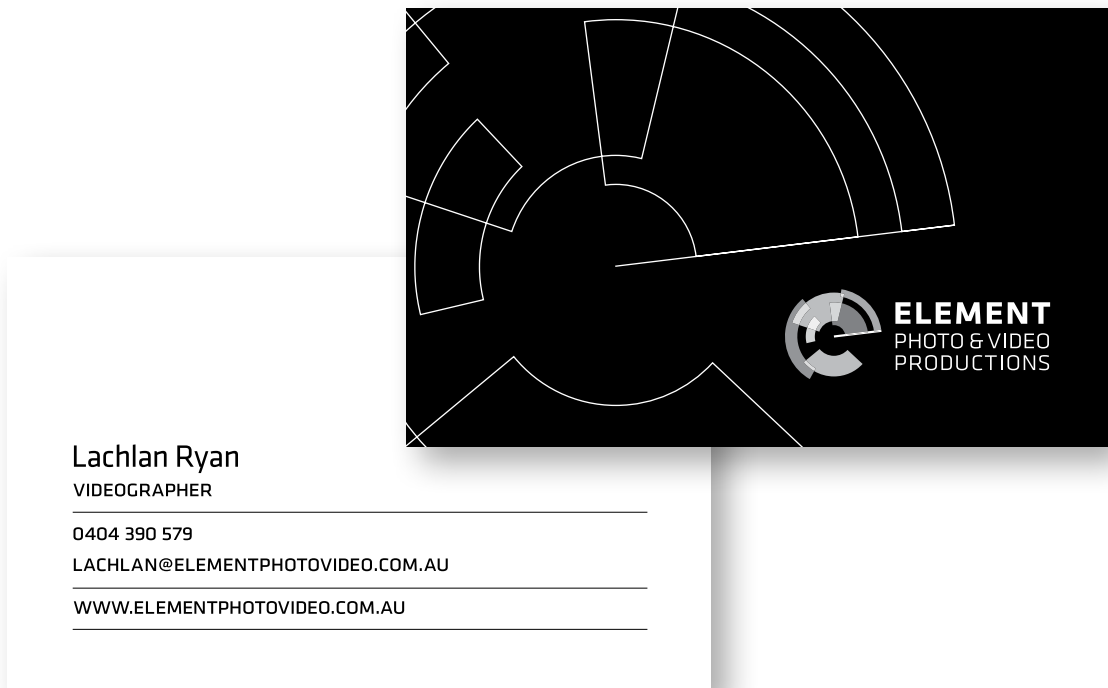 ELEMENT
PHOTO & VIDEO
PRODUCTIONS
Lachlan Ryan
VIDEOGRAPHER
0404 390 579
LACHLAN@ELEMENTPHOTOVIDEO.COM.AU
WWW.ELEMENTPHOTOVIDEO.COM.AU